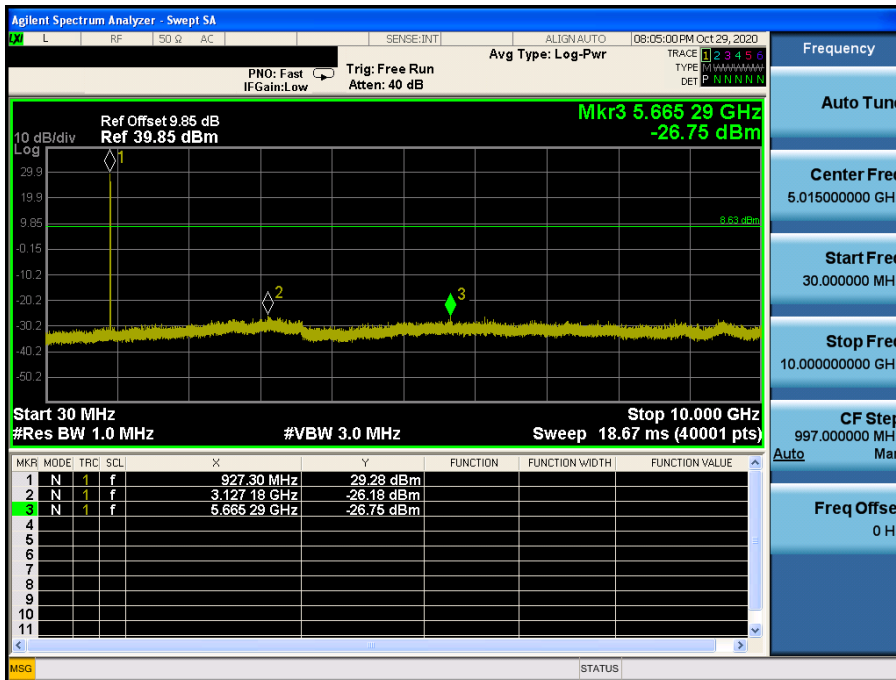 Agilent Spectrum Analyzer - Swept SA
LXI L RF 50 Ω AC SENSE:INT ALIGN AUTO 08:05:00 PM Oct 29, 2020
Avg Type: Log-Pwr
TRACE 1 2 3 4 5 6
TYPE M WWWWW
DET P N N N N N
PNO: Fast
IFGain:Low
Trig: Free Run
Atten: 40 dB
Mkr3 5.665 29 GHz
-26.75 dBm
Ref Offset 9.85 dB
10 dB/div Ref 39.85 dBm
Log
29.9
19.9
9.85
-0.15
-10.2
-20.2
-30.2
-40.2
-50.2
1
2
3
8.63 dBm
Start 30 MHz Stop 10.000 GHz
#Res BW 1.0 MHz #VBW 3.0 MHz Sweep 18.67 ms (40001 pts)
MKR MODE TRC SCL X Y FUNCTION FUNCTION WIDTH FUNCTION VALUE
1 N 1 f 927.30 MHz 29.28 dBm
2 N 1 f 3.127 18 GHz -26.18 dBm
3 N 1 f 5.665 29 GHz -26.75 dBm
4
5
6
7
8
9
10
11
MSG STATUS
Frequency
Auto Tune
Center Fre
5.015000000 GH
Start Fre
30.000000 MH
Stop Fre
10.000000000 GH
CF Step
997.000000 MH
Auto Man
Freq Offse
0 H